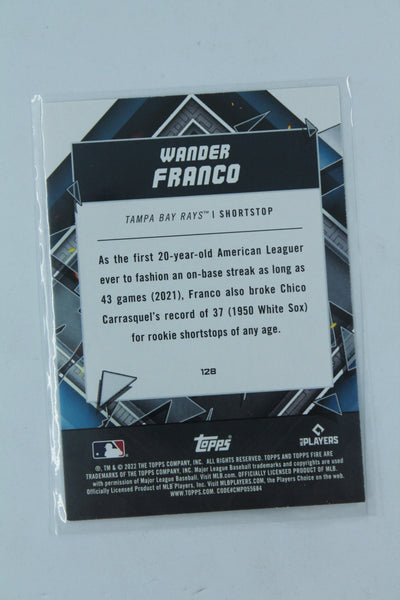 WANDER
FRANCO
TAMPA BAY RAYS™ | SHORTSTOP
As the first 20-year-old American Leaguer
ever to fashion an on-base streak as long as
43 games (2021), Franco also broke Chico
Carrasquel's record of 37 (1950 White Sox)
for rookie shortstops of any age.
128
topps
MLB PLAYERS
®, TM & © 2022 THE TOPPS COMPANY, INC. ALL RIGHTS RESERVED. TOPPS AND TOPPS FIRE ARE
TRADEMARKS OF THE TOPPS COMPANY, INC. Major League Baseball trademarks and copyrights are used
with permission of Major League Baseball. Visit MLB.com. OFFICIALLY LICENSED PRODUCT OF MLB.
Officially Licensed Product of MLB Players, Inc. Visit MLBPLAYERS.com, the Players Choice on the web.
WWW.TOPPS.COM. CODE#CMP055684